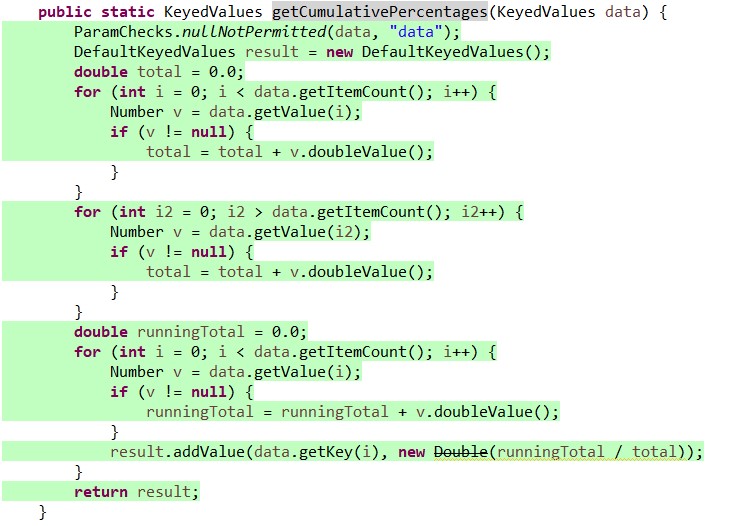 public static KeyedValues getCumulativePercentages(KeyedValues data) {
ParamChecks.nullNotPermitted(data, "data");
DefaultKeyedValues result = new DefaultKeyedValues();
double total = 0.0;
for (int i = 0; i < data.getItemCount(); i++) {
Number v = data.getValue(i);
if (v != null) {
total = total + v.doubleValue();
}
}
for (int i2 = 0; i2 > data.getItemCount(); i2++) {
Number v = data.getValue(i2);
if (v != null) {
total = total + v.doubleValue();
}
}
double runningTotal = 0.0;
for (int i = 0; i < data.getItemCount(); i++) {
Number v = data.getValue(i);
if (v != null) {
runningTotal = runningTotal + v.doubleValue();
}
result.addValue(data.getKey(i), new Double(runningTotal / total));
}
return result;
}